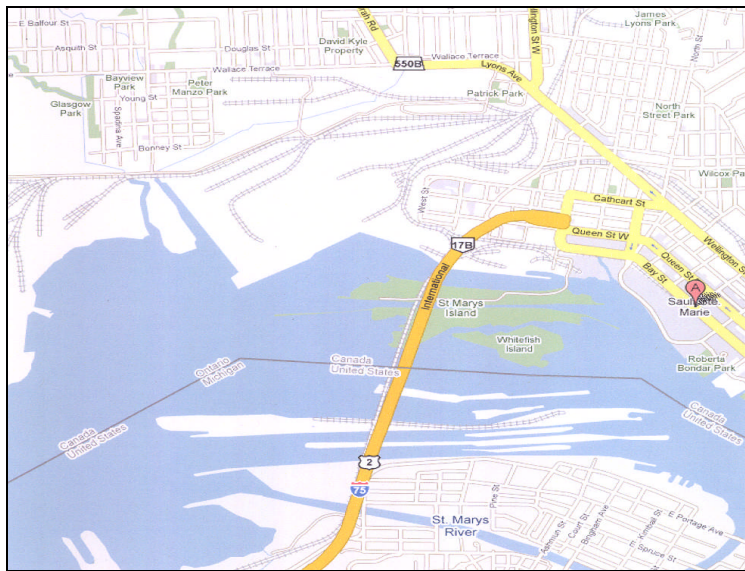 E Balfour St
Asquith St
Douglas St
David Kyle
Property
Wallace Terrace
550B
Wallace Terrace
Lyons Ave
James
Lyons Park
North St
Bayview
Park
Peter
Manzo Park
Young St
Glasgow
Park
Spadina Ave
Bonney St
Patrick Park
North
Street Park
Wilcox
West St
Cathcart St
Queen St W
Wellington
17B
International
Queen St
Bay St
A
Marie
St Marys
Island
Whitefish
Island
Roberta
Bondar Park
Ontario
Michigan
Canada
United States
Canada
United States
Canada
United States
2
75
Pine St
St. Marys
River
Ashmun St
Court St
Bingham Ave
E Portage Ave
Kimball St
E Spruce St